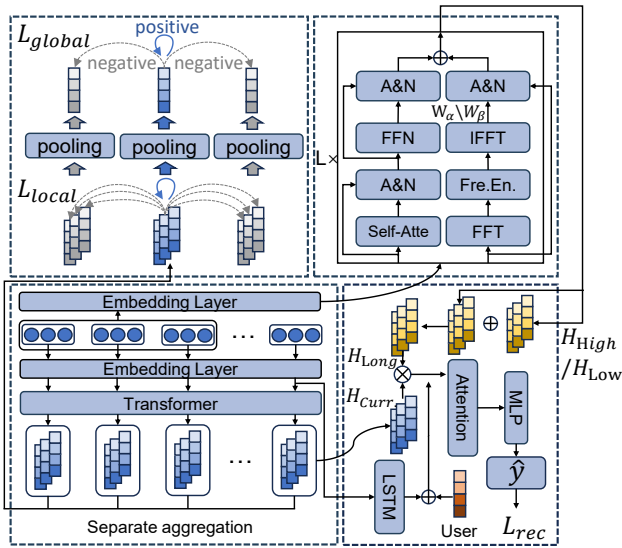 L_global
positive
negative negative
pooling pooling pooling
L_local
L×
A&N A&N
W_α\W_β
FFN IFFT
A&N Fre.En.
Self-Atte FFT
Embedding Layer
...
Embedding Layer
Transformer
...
Separate aggregation
H_High
/H_Low
H_Long
H_Curr
Attention
MLP
ŷ
LSTM
User
L_rec